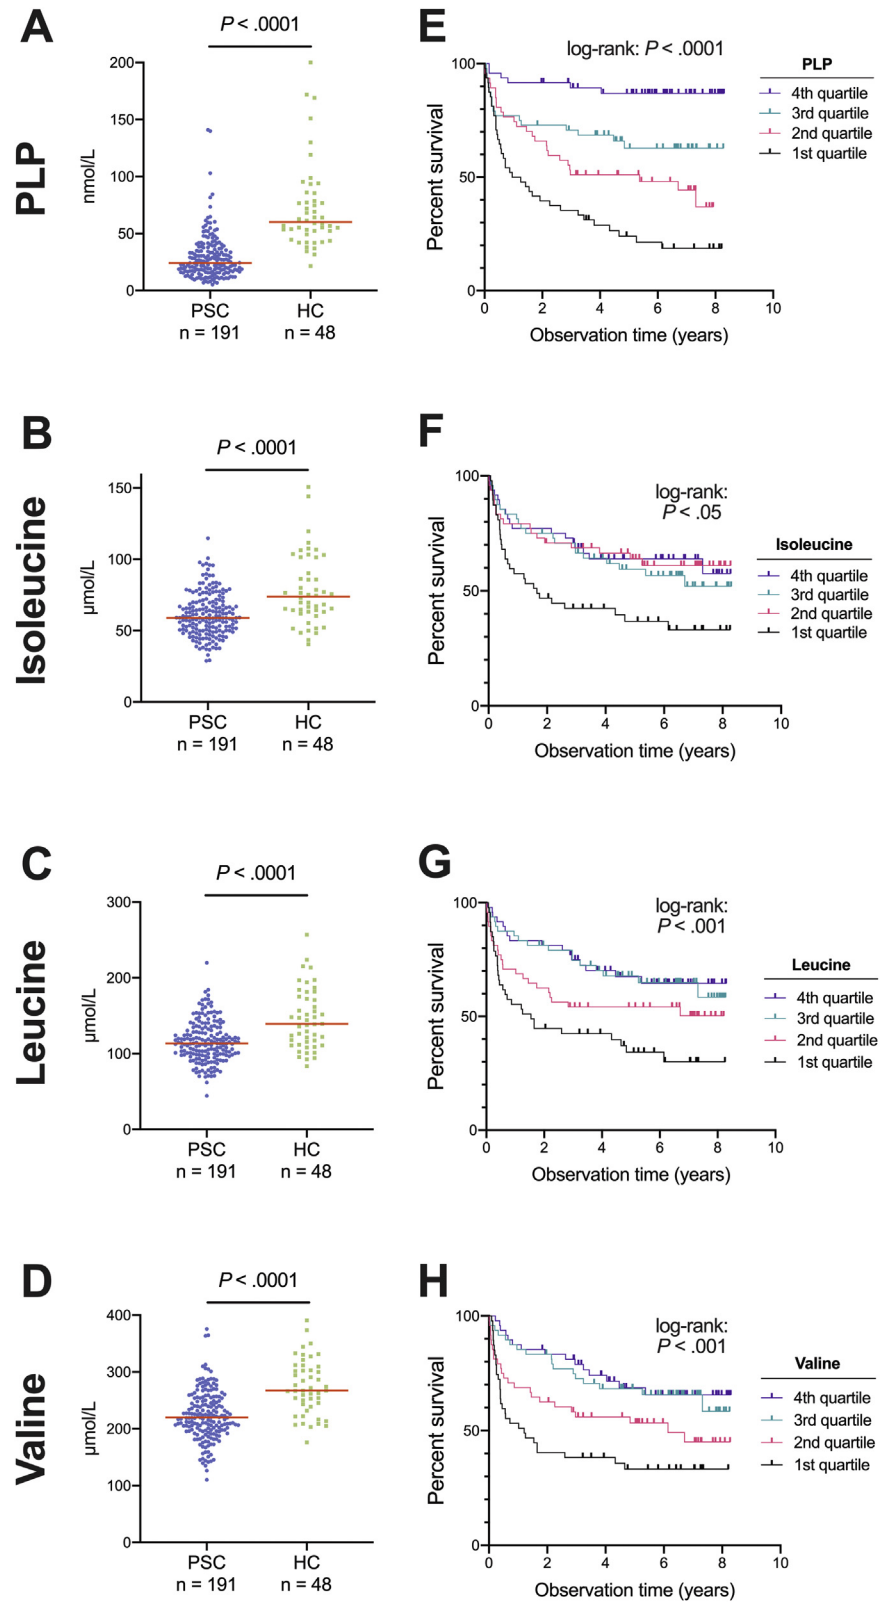 A
P < .0001
PLP
nmol/L
200
150
100
50
0
PSC
n = 191
HC
n = 48
E
log-rank: P < .0001
Percent survival
100
50
0
0
2
4
6
8
10
Observation time (years)
PLP
4th quartile
3rd quartile
2nd quartile
1st quartile
B
P < .0001
Isoleucine
μmol/L
150
100
50
0
PSC
n = 191
HC
n = 48
F
log-rank:
P < .05
Percent survival
100
50
0
0
2
4
6
8
10
Observation time (years)
Isoleucine
4th quartile
3rd quartile
2nd quartile
1st quartile
C
P < .0001
Leucine
μmol/L
300
200
100
0
PSC
n = 191
HC
n = 48
G
log-rank:
P < .001
Percent survival
100
50
0
0
2
4
6
8
10
Observation time (years)
Leucine
4th quartile
3rd quartile
2nd quartile
1st quartile
D
P < .0001
Valine
μmol/L
400
300
200
100
0
PSC
n = 191
HC
n = 48
H
log-rank:
P < .001
Percent survival
100
50
0
0
2
4
6
8
10
Observation time (years)
Valine
4th quartile
3rd quartile
2nd quartile
1st quartile